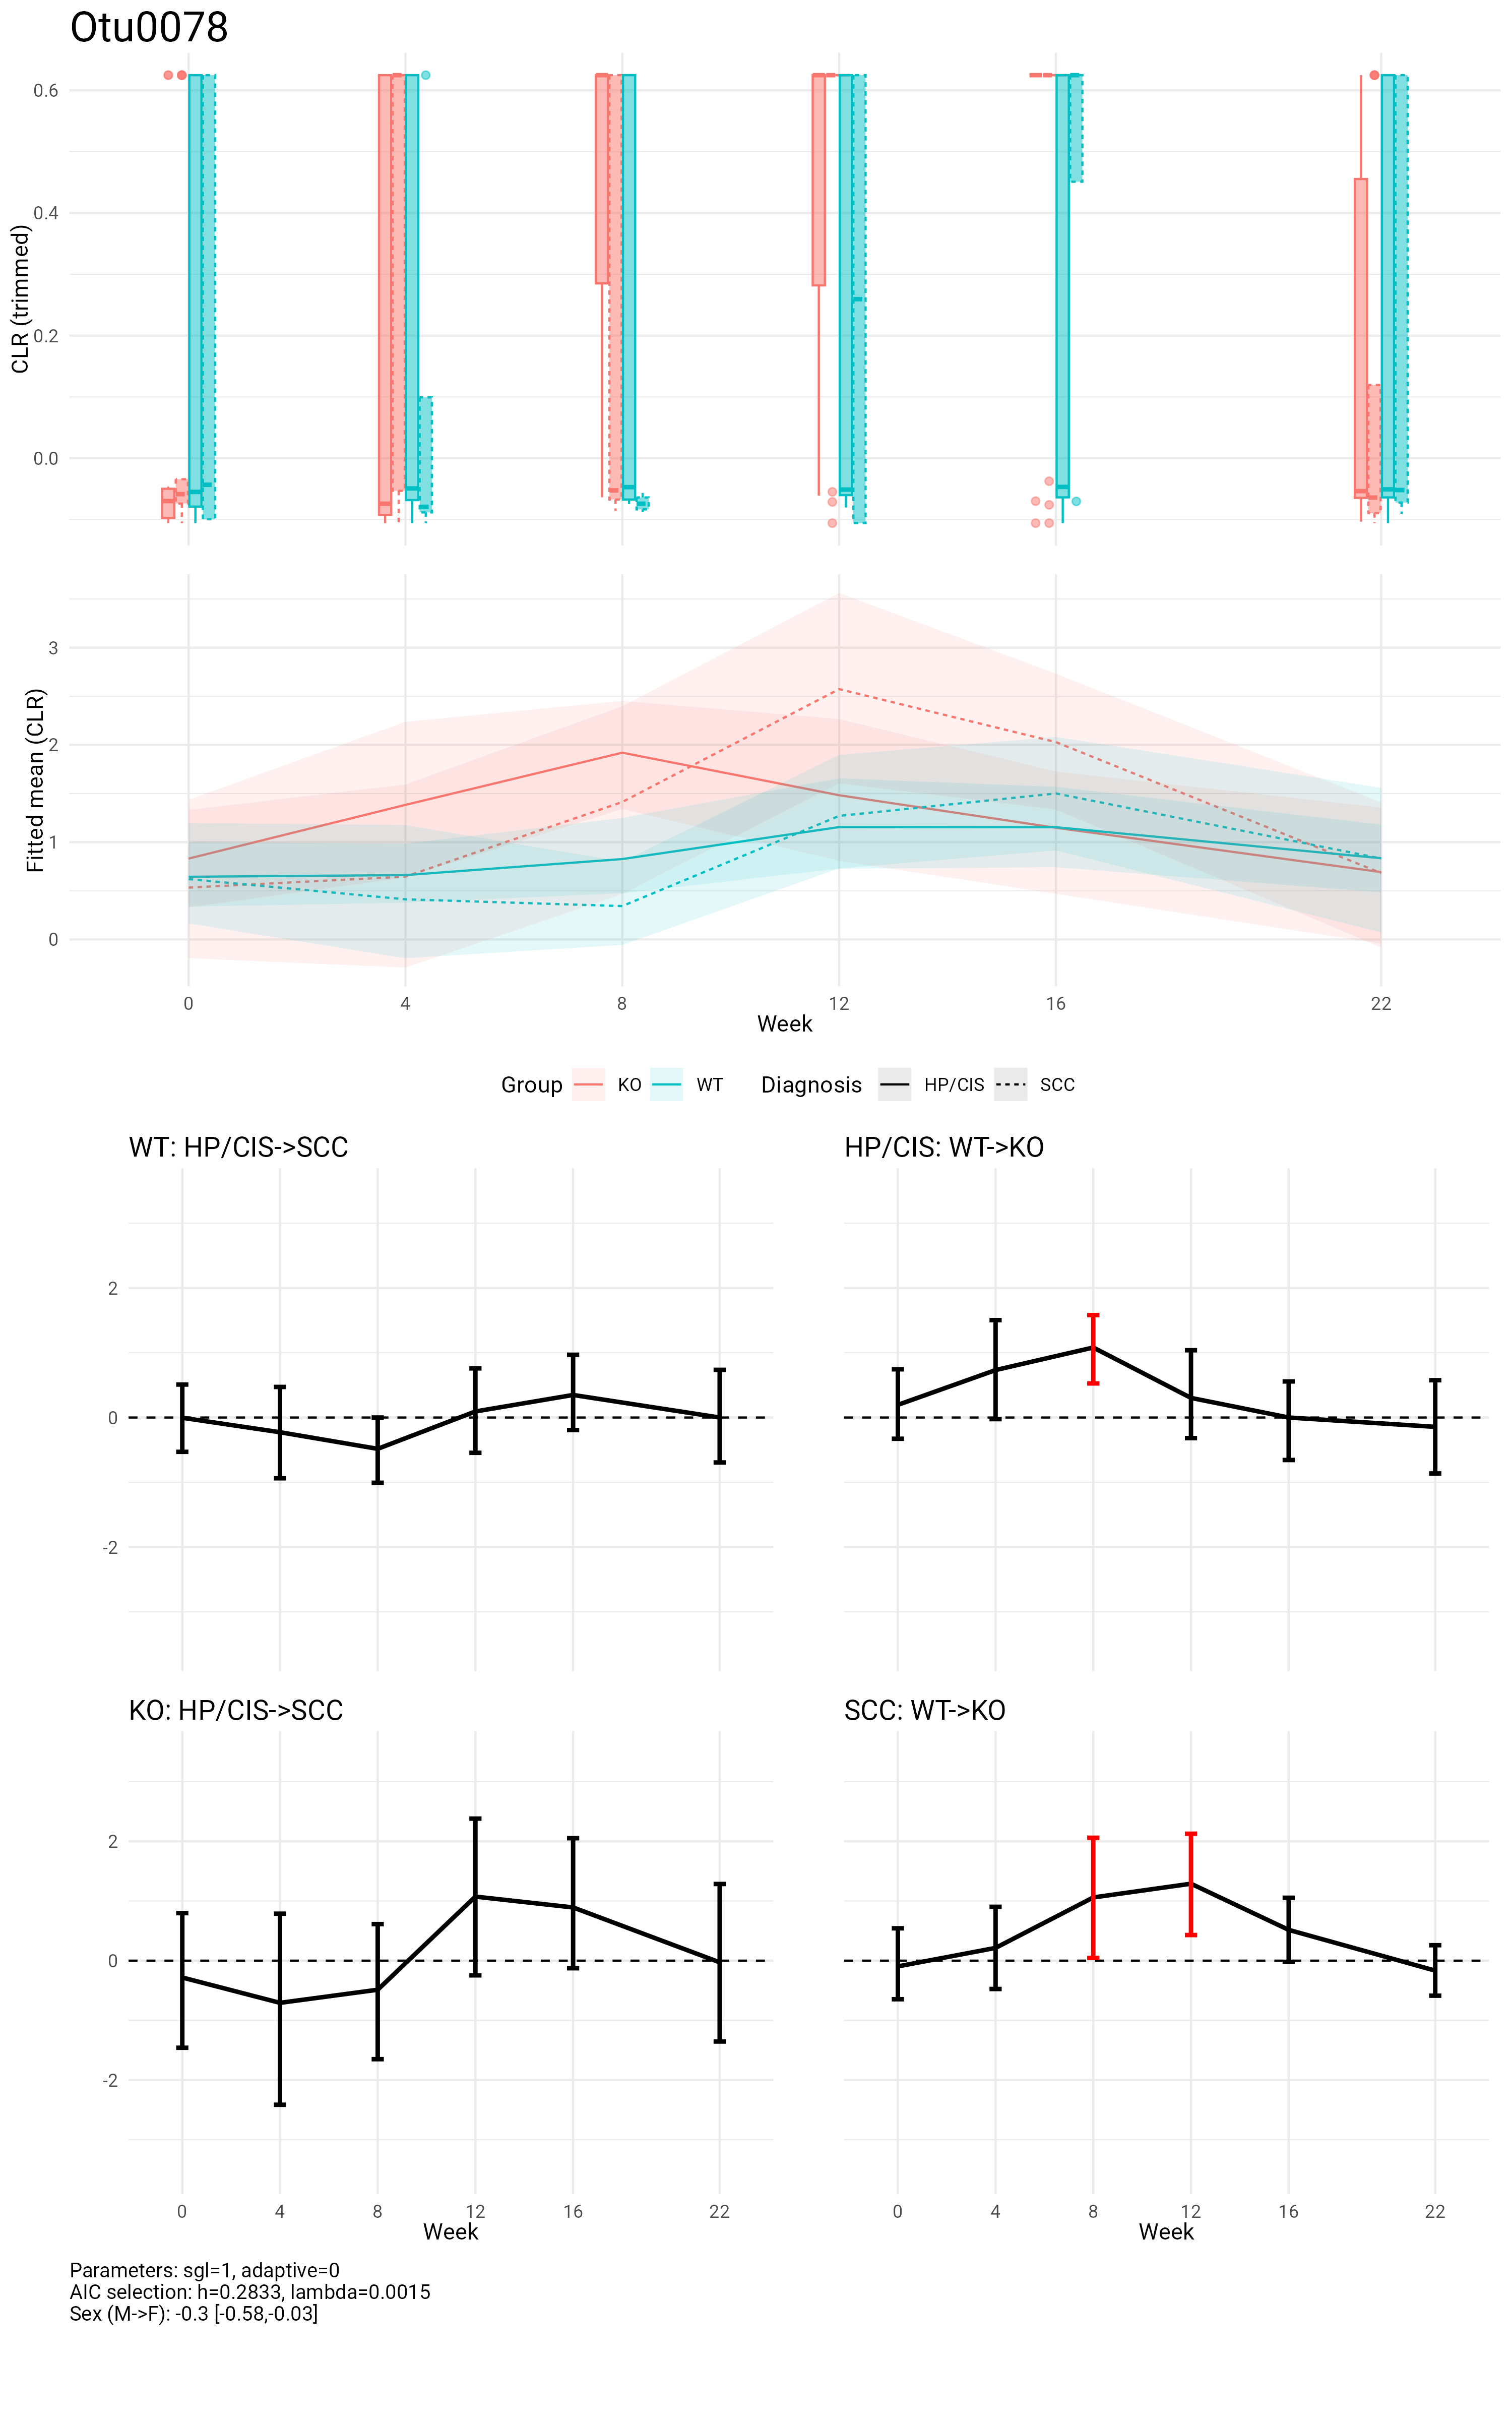 Otu0078
CLR (trimmed)
0.6
0.4
0.2
0.0
Fitted mean (CLR)
3
2
1
0
0 4 8 12 16 22
Week
Group KO WT Diagnosis HP/CIS SCC
WT: HP/CIS->SCC
2
0
-2
HP/CIS: WT->KO
KO: HP/CIS->SCC
2
0
-2
0 4 8 12 16 22
Week
SCC: WT->KO
0 4 8 12 16 22
Week
Parameters: sgl=1, adaptive=0
AIC selection: h=0.2833, lambda=0.0015
Sex (M->F): -0.3 [-0.58,-0.03]